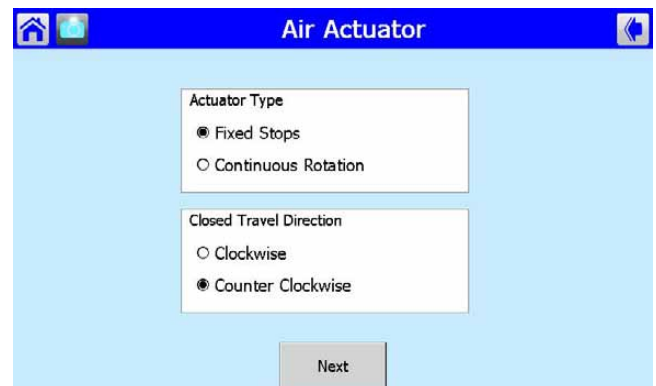 Air Actuator
Actuator Type
Fixed Stops
Continuous Rotation
Closed Travel Direction
Clockwise
Counter Clockwise
Next